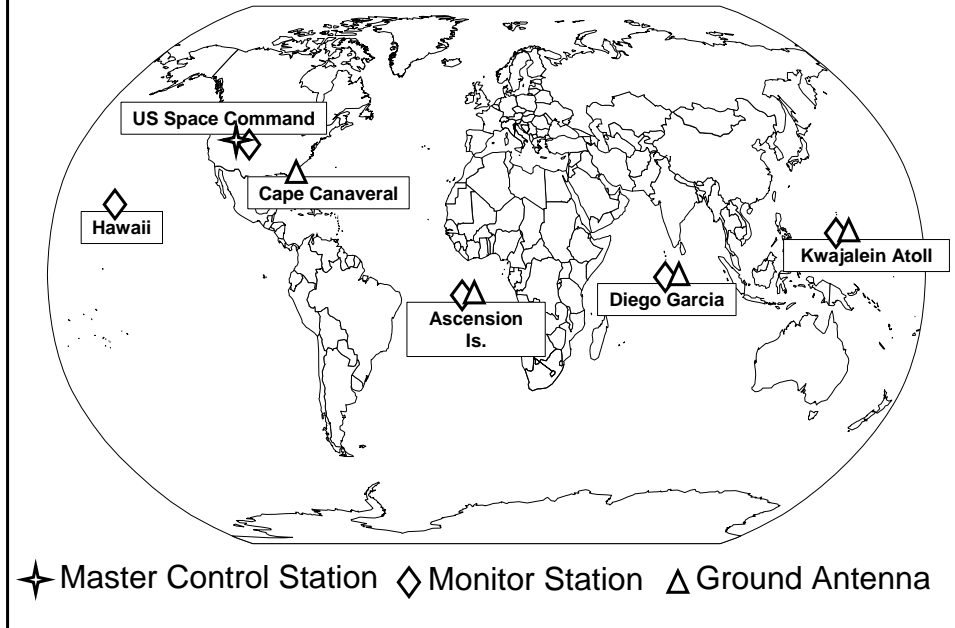 US Space Command
Cape Canaveral
Hawaii
Kwajalein Atoll
Diego Garcia
Ascension
Is.
Master Control Station Monitor Station Ground Antenna